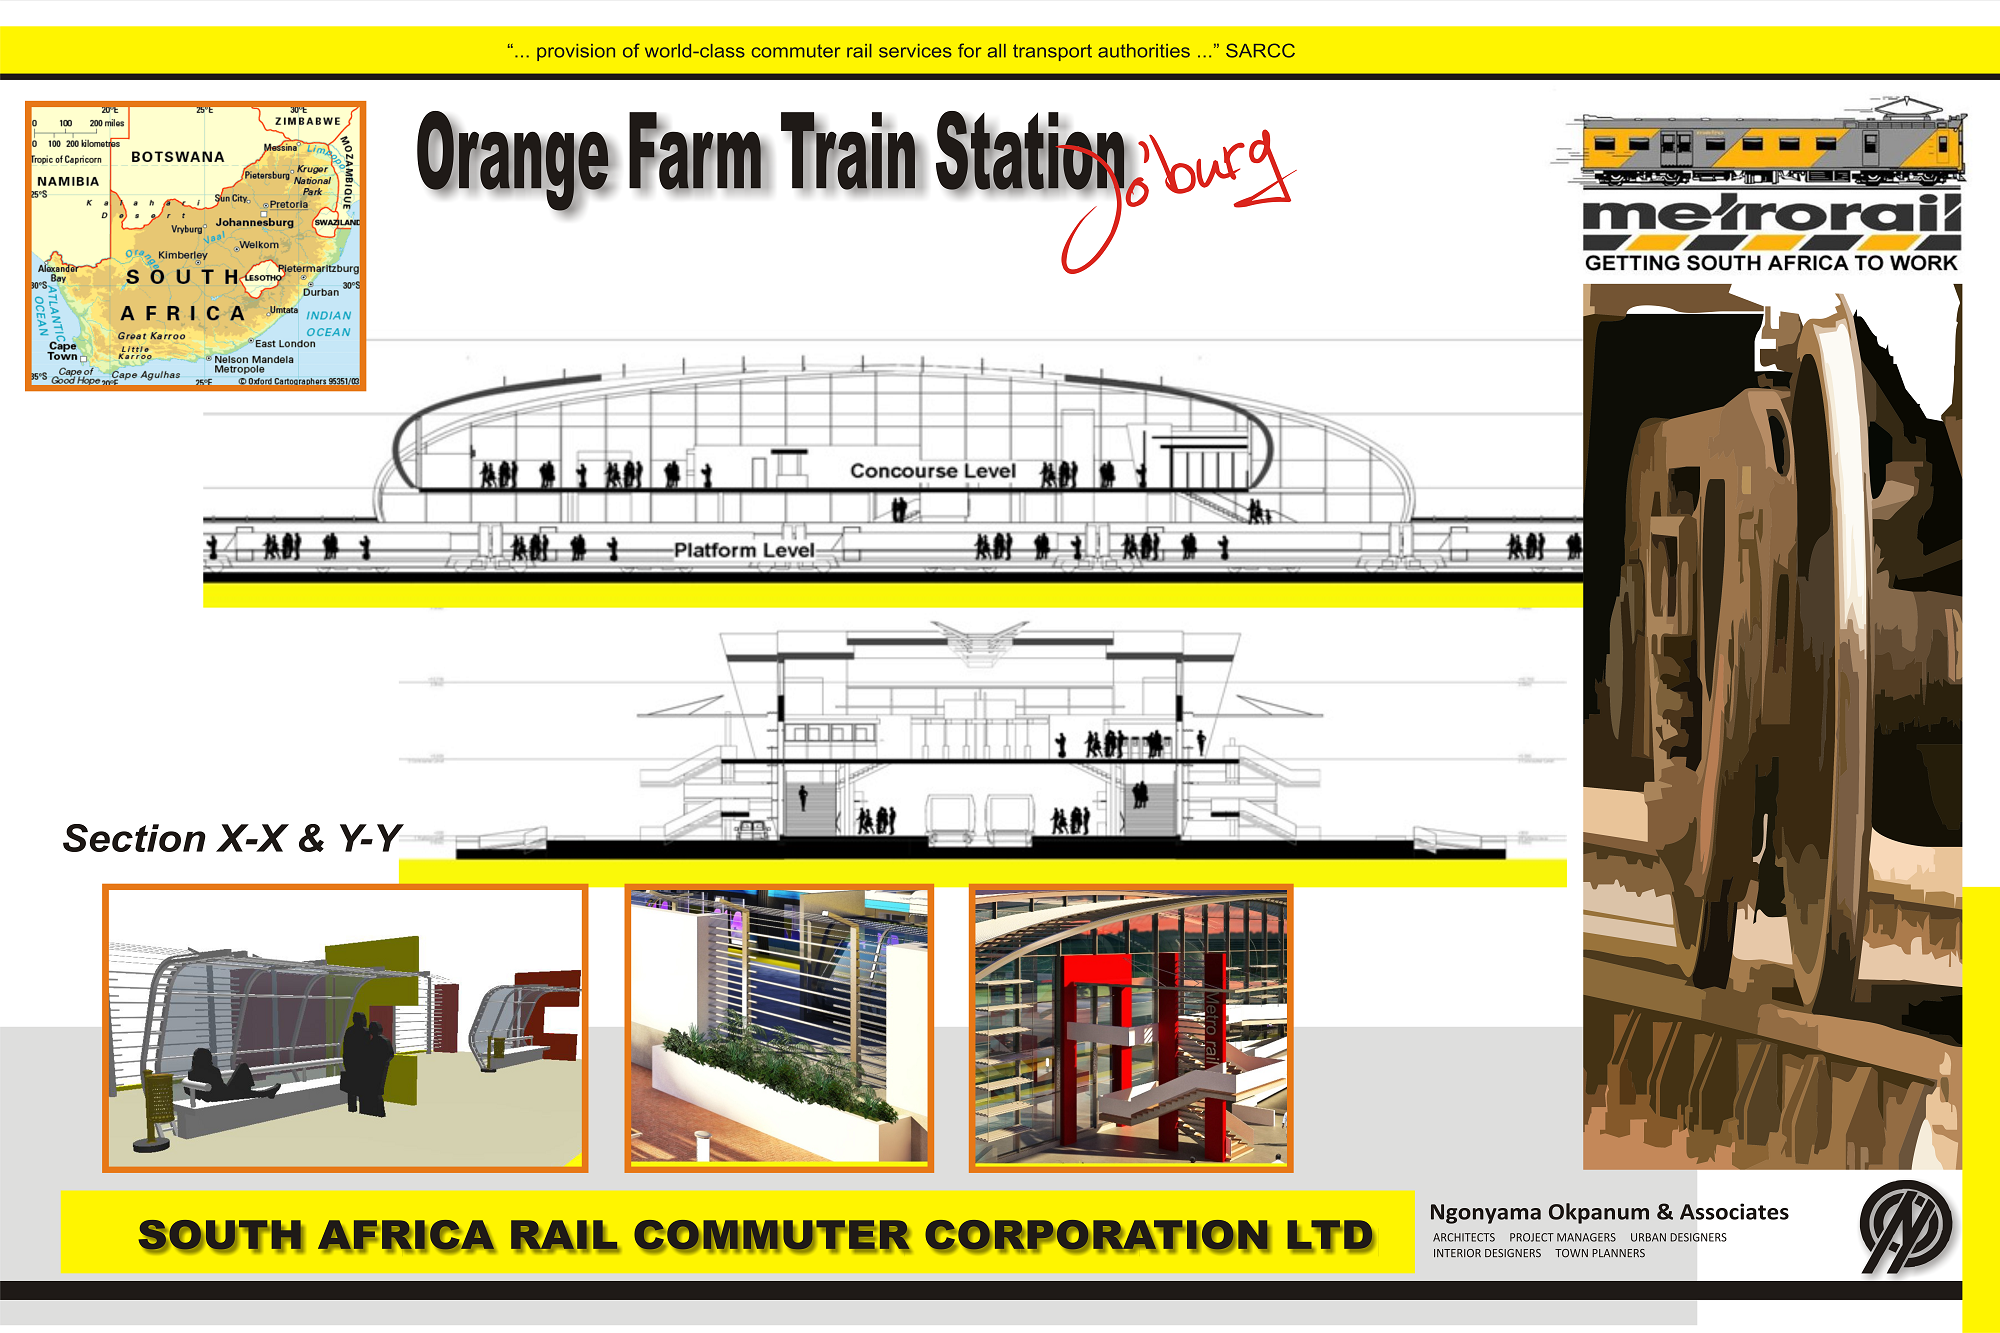 “... provision of world-class commuter rail services for all transport authorities ...” SARCC
Orange Farm Train Station
Jo'burg
20°E 25°E 30°E
0 100 200 miles
0 100 200 kilometres
Tropic of Capricorn
ZIMBABWE
BOTSWANA
NAMIBIA
MOZAMBIQUE
Messina
Limpopo
Pietersburg
Kruger
National
Park
25°S
Kalahari
Desert
Sun City
Pretoria
Johannesburg
SWAZILAND
Vryburg
Vaal
Welkom
Orange
Kimberley
Alexander
Bay
SOUTH
AFRICA
LESOTHO
Pietermaritzburg
30°S
30°S
Durban
ATLANTIC
OCEAN
Umtata
INDIAN
OCEAN
Great Karroo
Little
Karroo
East London
Cape
Town
Nelson Mandela
Metropole
Cape of
Good Hope
Cape Agulhas
35°S
20°E
25°E
© Oxford Cartographers 95351/03
metrorail
GETTING SOUTH AFRICA TO WORK
Concourse Level
Platform Level
Section X-X & Y-Y
Metro rail
SOUTH AFRICA RAIL COMMUTER CORPORATION LTD
Ngonyama Okpanum & Associates
ARCHITECTS PROJECT MANAGERS URBAN DESIGNERS
INTERIOR DESIGNERS TOWN PLANNERS